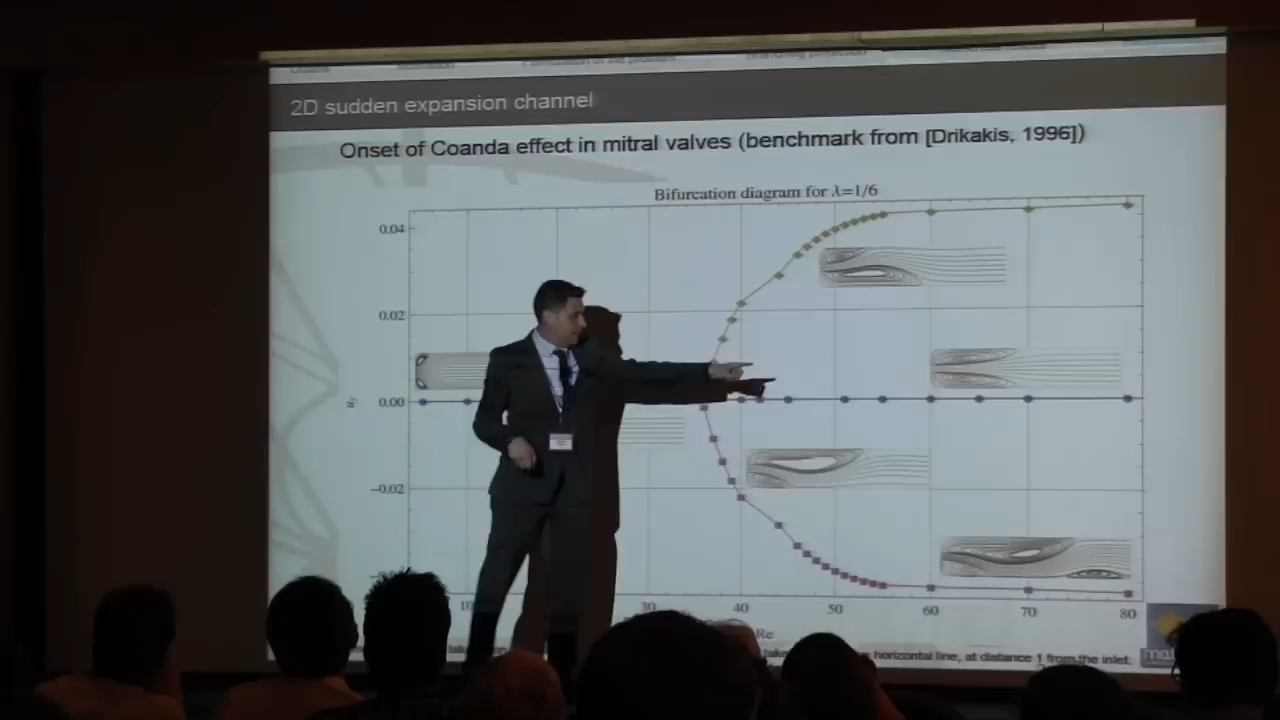 2D sudden expansion channel
Onset of Coanda effect in mitral valves (benchmark from [Drikakis, 1996])
Bifurcation diagram for λ=1/6
0.04
0.02
0.00
−0.02
10
30
40
50
60
70
80
Re
horizontal line, at distance 1 from the inlet.